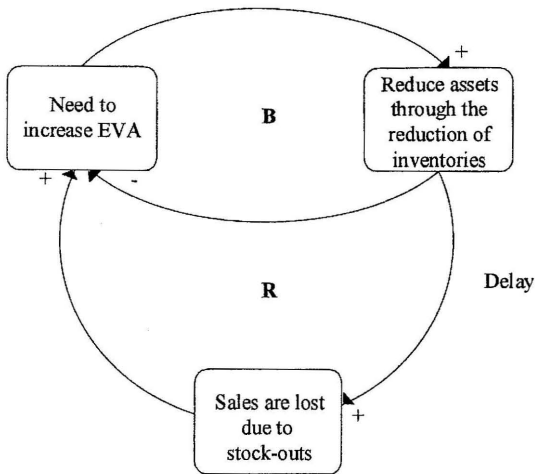 +
Need to
increase EVA
B
Reduce assets
through the
reduction of
inventories
+
-
R
Delay
Sales are lost
due to
stock-outs
+